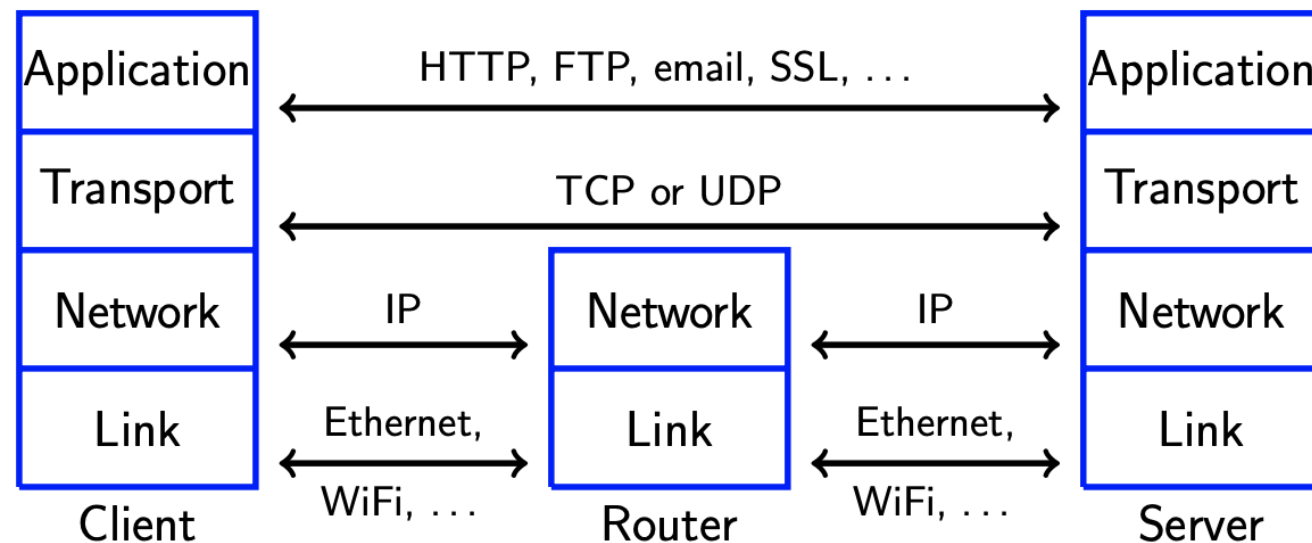 Application
HTTP, FTP, email, SSL, ...
Application
Transport
TCP or UDP
Transport
Network
IP
Network
IP
Network
Link
Ethernet,
WiFi, ...
Link
Ethernet,
WiFi, ...
Link
Client
Router
Server